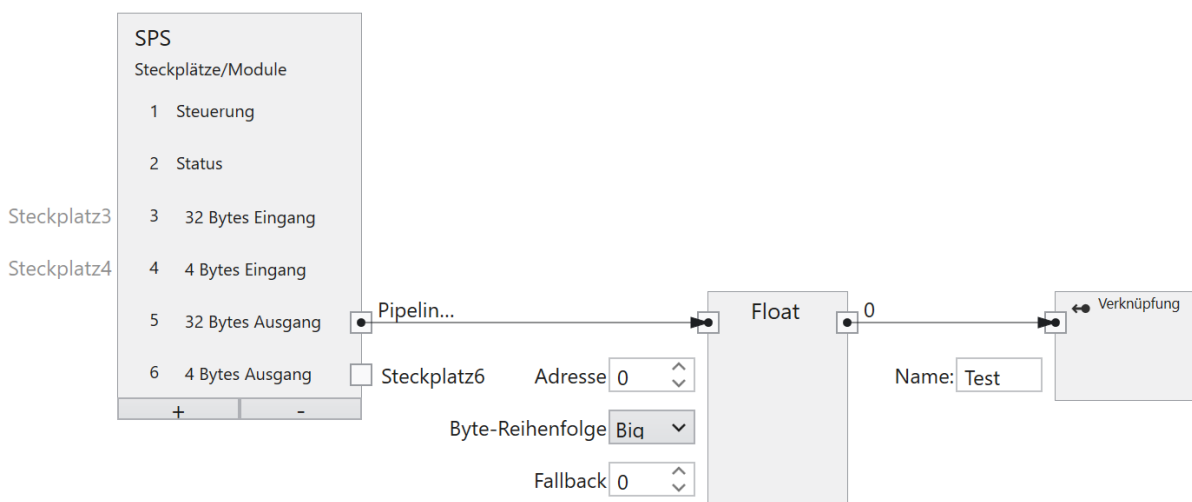 SPS
Steckplätze/Module
1 Steuerung
2 Status
Steckplatz3 3 32 Bytes Eingang
Steckplatz4 4 4 Bytes Eingang
5 32 Bytes Ausgang
6 4 Bytes Ausgang
+ -
Pipelin...
Steckplatz6
Float
Adresse 0
Byte-Reihenfolge Big
Fallback 0
0
Verknüpfung
Name: Test